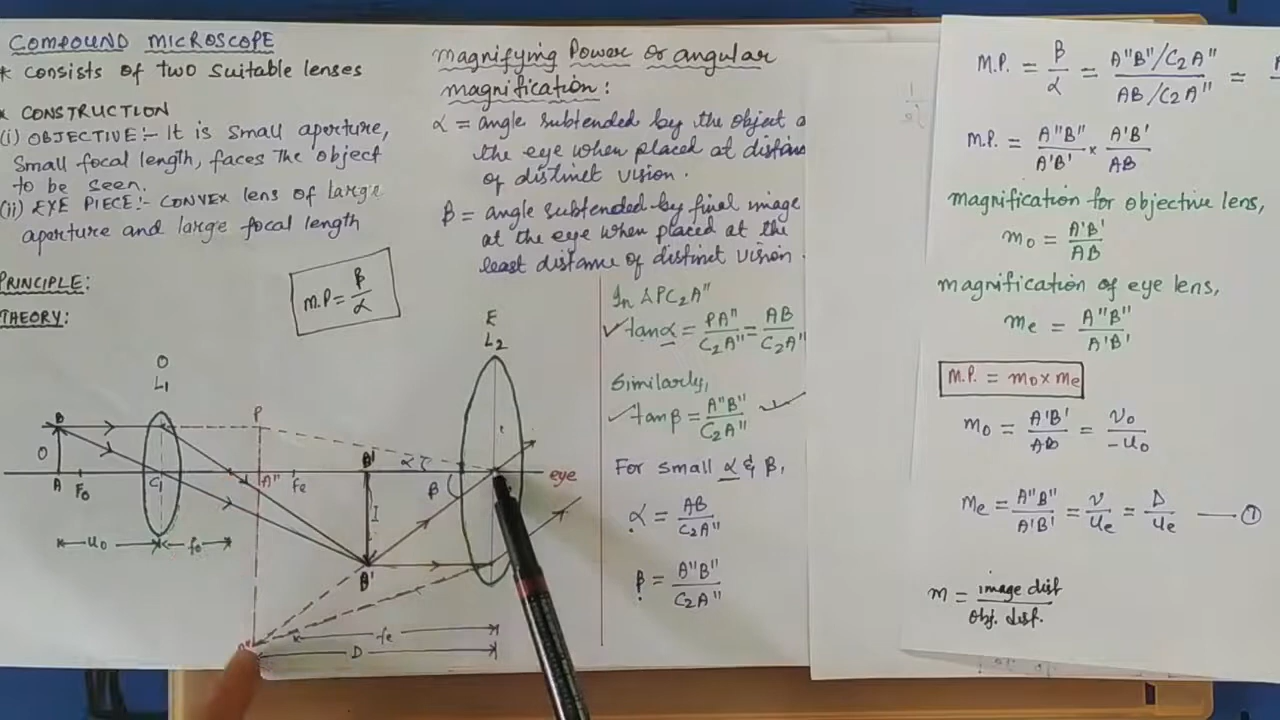 COMPOUND MICROSCOPE
* consists of two suitable lenses
* CONSTRUCTION
(i) OBJECTIVE:- It is small aperture,
small focal length, faces the object
to be seen.
(ii) EYE PIECE:- CONVEX lens of large
aperture and large focal length
PRINCIPLE:
THEORY:
M.P = β/α
magnifying Power or angular
magnification:
α = angle subtended by the object
the eye when placed at
of distinct vision.
β = angle subtended by final image
at the eye when placed at the
least distance of distinct vision.
In ΔPC₂A"
✓tanα = PA"/C₂A" = AB/C₂A"
Similarly,
✓tanβ = A"B"/C₂A" ✓
For small α & β,
α = AB/C₂A"
β = A"B"/C₂A"
O
L₁
E
L₂
B
P
O
A
F₀
C₁
A"
Fe
α
β
eye
I
u₀
f₀
fe
D
M.P. = β/α = A"B"/C₂A" / AB/C₂A" =
M.P. = A"B"/A'B' × A'B'/AB
magnification for objective lens,
m₀ = A'B'/AB
magnification of eye lens,
me = A"B"/A'B'
M.P. = m₀ x me
m₀ = A'B'/AB = v₀/-u₀
me = A"B"/A'B' = v/ue = D/ue —— ①
m = image dist/obj. dist.